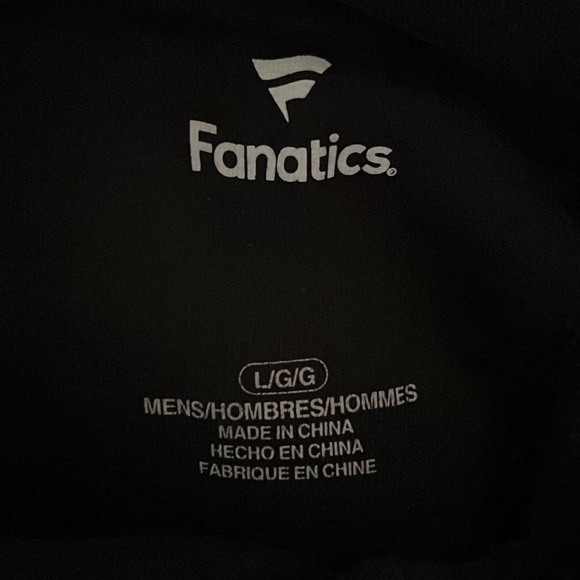 Fanatics®
L/G/G
MENS/HOMBRES/HOMMES
MADE IN CHINA
HECHO EN CHINA
FABRIQUE EN CHINE